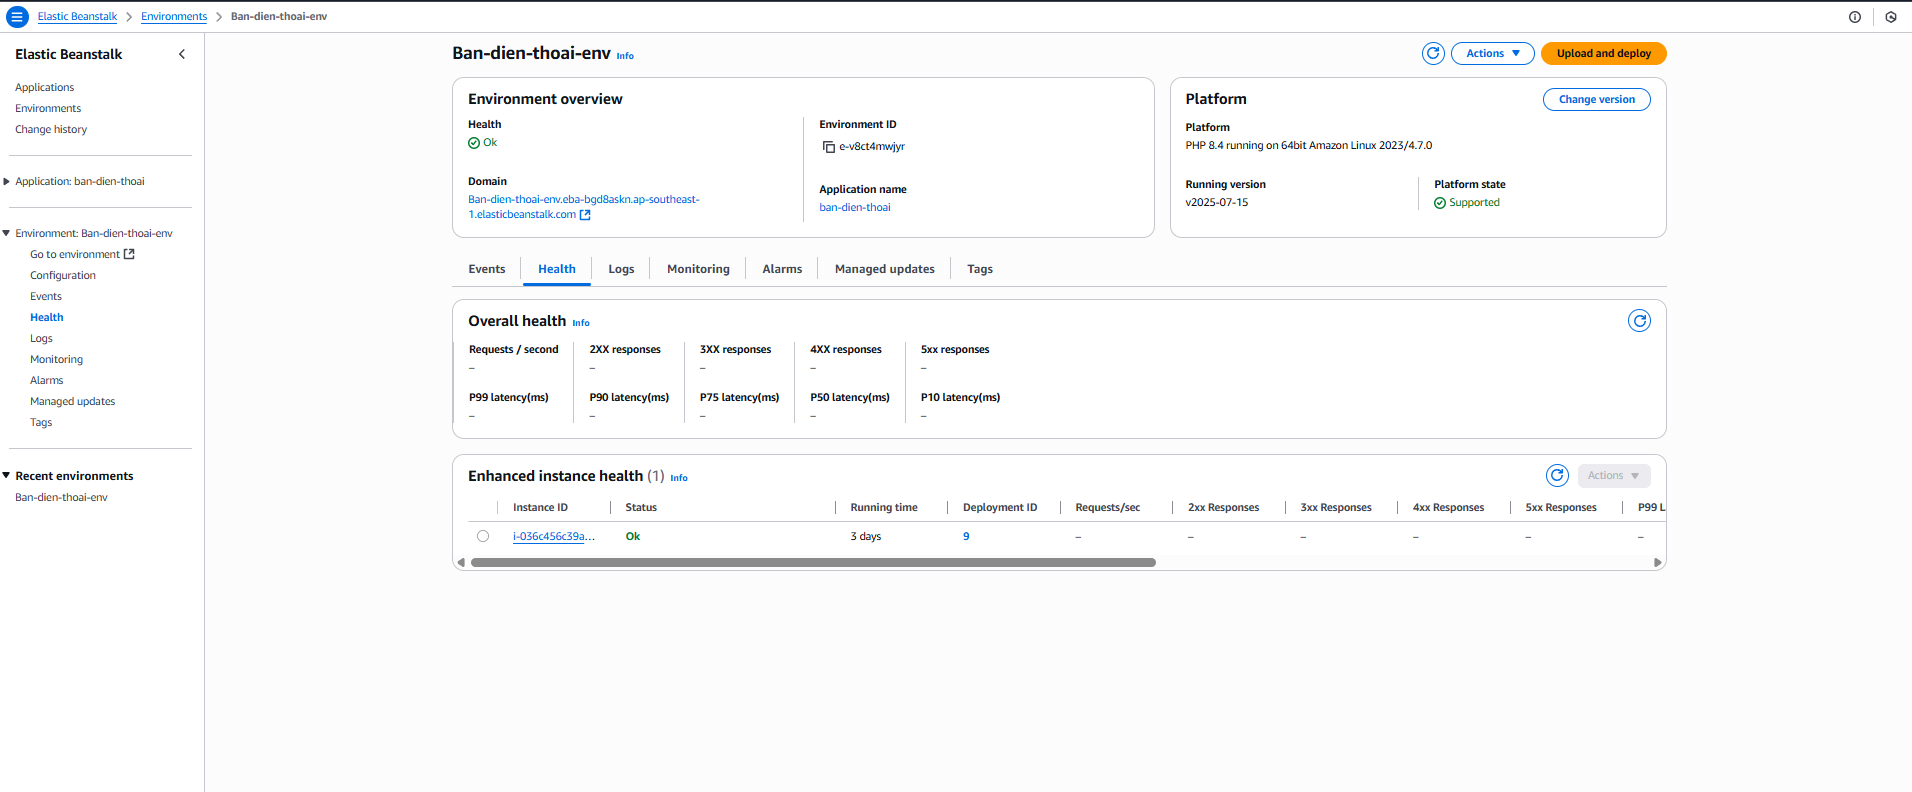 Elastic Beanstalk > Environments > Ban-dien-thoai-env
Elastic Beanstalk
Applications
Environments
Change history
Application: ban-dien-thoai
Environment: Ban-dien-thoai-env
Go to environment
Configuration
Events
Health
Logs
Monitoring
Alarms
Managed updates
Tags
Recent environments
Ban-dien-thoai-env
Ban-dien-thoai-env Info
Actions
Upload and deploy
Environment overview
Health
Ok
Domain
Ban-dien-thoai-env.eba-bgd8askn.ap-southeast-
1.elasticbeanstalk.com
Environment ID
e-v8ct4mwjyr
Application name
ban-dien-thoai
Platform
Change version
Platform
PHP 8.4 running on 64bit Amazon Linux 2023/4.7.0
Running version
v2025-07-15
Platform state
Supported
Events Health Logs Monitoring Alarms Managed updates Tags
Overall health Info
Requests / second 2XX responses 3XX responses 4XX responses 5xx responses
– – – – –
P99 latency(ms) P90 latency(ms) P75 latency(ms) P50 latency(ms) P10 latency(ms)
– – – – –
Enhanced instance health (1) Info
Actions
Instance ID Status Running time Deployment ID Requests/sec 2xx Responses 3xx Responses 4xx Responses 5xx Responses P99 L
i-036c456c39a... Ok 3 days 9 – – – – – –